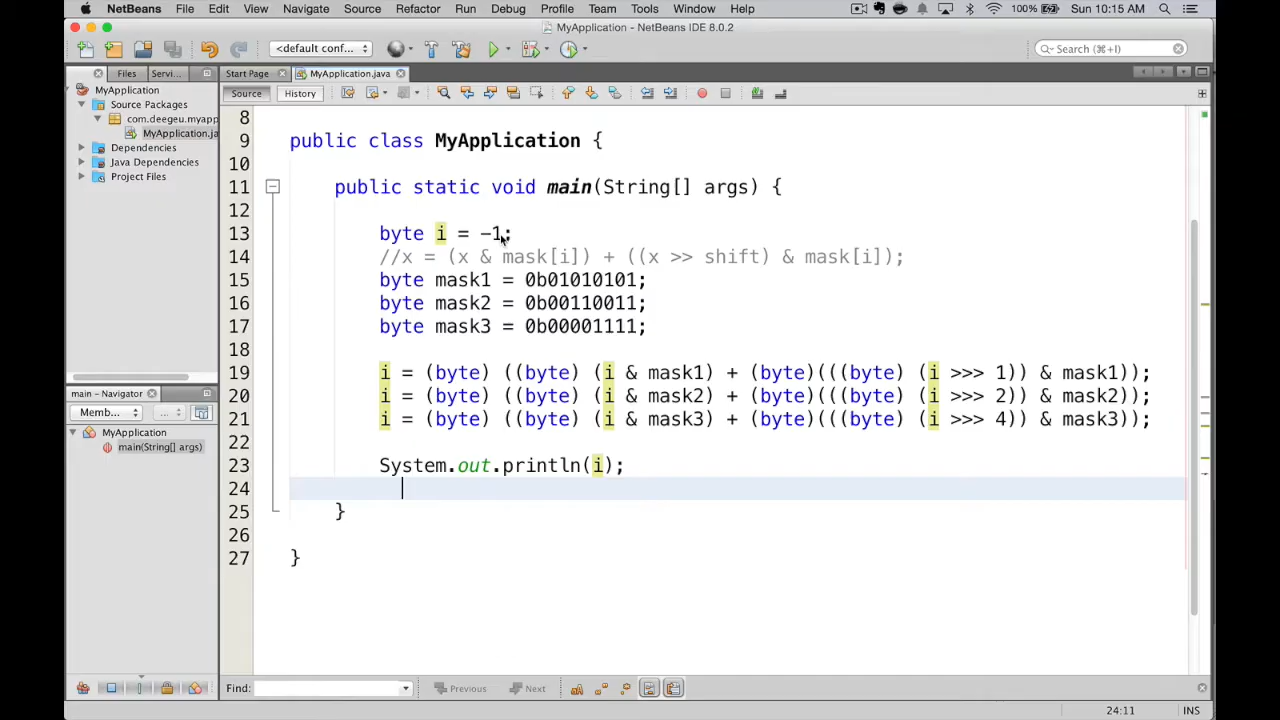 NetBeans File Edit View Navigate Source Refactor Run Debug Profile Team Tools Window Help 100% Sun 10:15 AM
MyApplication - NetBeans IDE 8.0.2
<default conf... Search (⌘+I)
Files Servi... Start Page MyApplication.java
Source History
MyApplication
Source Packages
com.deegeu.myapp
MyApplication.ja
Dependencies
Java Dependencies
Project Files
main - Navigator
Memb...
MyApplication
main(String[] args)
8
9 public class MyApplication {
10
11 public static void main(String[] args) {
12
13 byte i = -1;
14 //x = (x & mask[i]) + ((x >> shift) & mask[i]);
15 byte mask1 = 0b01010101;
16 byte mask2 = 0b00110011;
17 byte mask3 = 0b00001111;
18
19 i = (byte) ((byte) (i & mask1) + (byte)(((byte) (i >>> 1)) & mask1));
20 i = (byte) ((byte) (i & mask2) + (byte)(((byte) (i >>> 2)) & mask2));
21 i = (byte) ((byte) (i & mask3) + (byte)(((byte) (i >>> 4)) & mask3));
22
23 System.out.println(i);
24
25 }
26
27 }
Find: Previous Next
24:11 INS